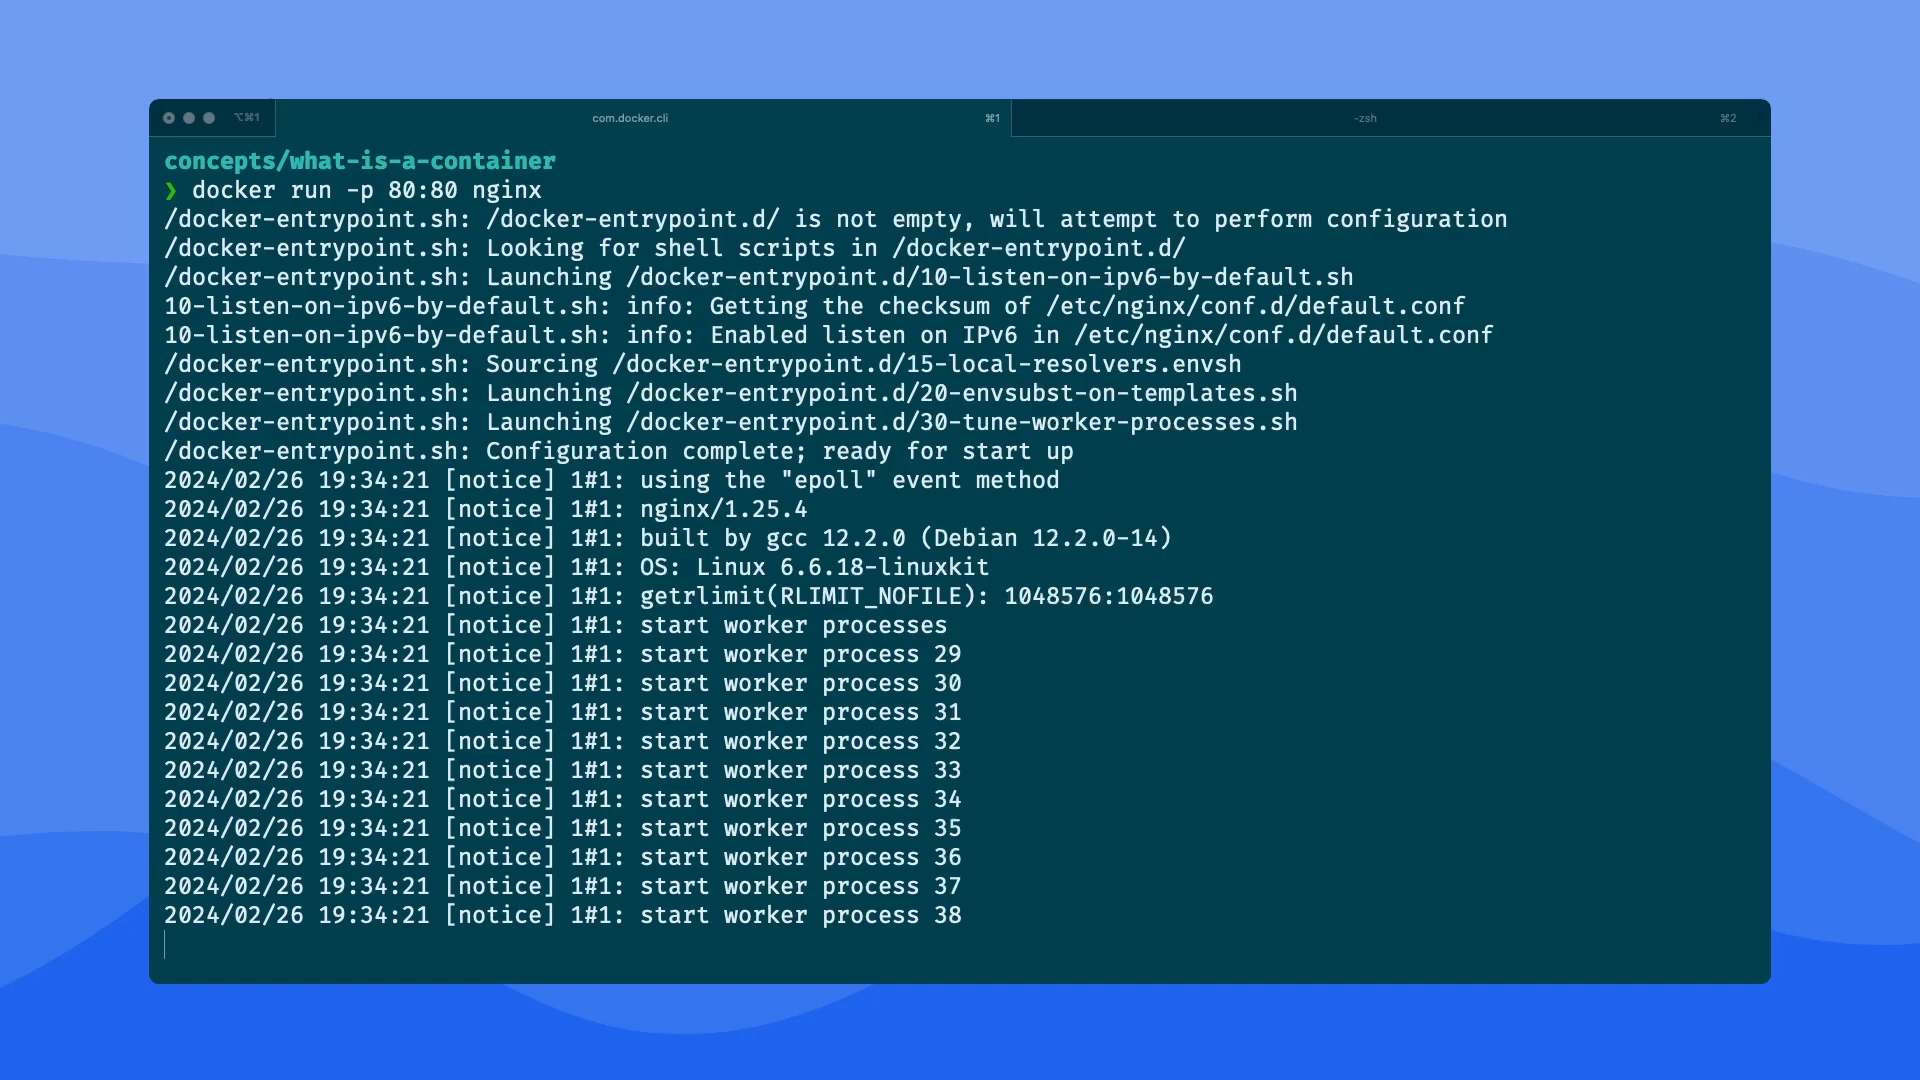 ⌥⌘1
com.docker.cli
⌘1
-zsh
⌘2
concepts/what-is-a-container
❯ docker run -p 80:80 nginx
/docker-entrypoint.sh: /docker-entrypoint.d/ is not empty, will attempt to perform configuration
/docker-entrypoint.sh: Looking for shell scripts in /docker-entrypoint.d/
/docker-entrypoint.sh: Launching /docker-entrypoint.d/10-listen-on-ipv6-by-default.sh
10-listen-on-ipv6-by-default.sh: info: Getting the checksum of /etc/nginx/conf.d/default.conf
10-listen-on-ipv6-by-default.sh: info: Enabled listen on IPv6 in /etc/nginx/conf.d/default.conf
/docker-entrypoint.sh: Sourcing /docker-entrypoint.d/15-local-resolvers.envsh
/docker-entrypoint.sh: Launching /docker-entrypoint.d/20-envsubst-on-templates.sh
/docker-entrypoint.sh: Launching /docker-entrypoint.d/30-tune-worker-processes.sh
/docker-entrypoint.sh: Configuration complete; ready for start up
2024/02/26 19:34:21 [notice] 1#1: using the "epoll" event method
2024/02/26 19:34:21 [notice] 1#1: nginx/1.25.4
2024/02/26 19:34:21 [notice] 1#1: built by gcc 12.2.0 (Debian 12.2.0-14)
2024/02/26 19:34:21 [notice] 1#1: OS: Linux 6.6.18-linuxkit
2024/02/26 19:34:21 [notice] 1#1: getrlimit(RLIMIT_NOFILE): 1048576:1048576
2024/02/26 19:34:21 [notice] 1#1: start worker processes
2024/02/26 19:34:21 [notice] 1#1: start worker process 29
2024/02/26 19:34:21 [notice] 1#1: start worker process 30
2024/02/26 19:34:21 [notice] 1#1: start worker process 31
2024/02/26 19:34:21 [notice] 1#1: start worker process 32
2024/02/26 19:34:21 [notice] 1#1: start worker process 33
2024/02/26 19:34:21 [notice] 1#1: start worker process 34
2024/02/26 19:34:21 [notice] 1#1: start worker process 35
2024/02/26 19:34:21 [notice] 1#1: start worker process 36
2024/02/26 19:34:21 [notice] 1#1: start worker process 37
2024/02/26 19:34:21 [notice] 1#1: start worker process 38